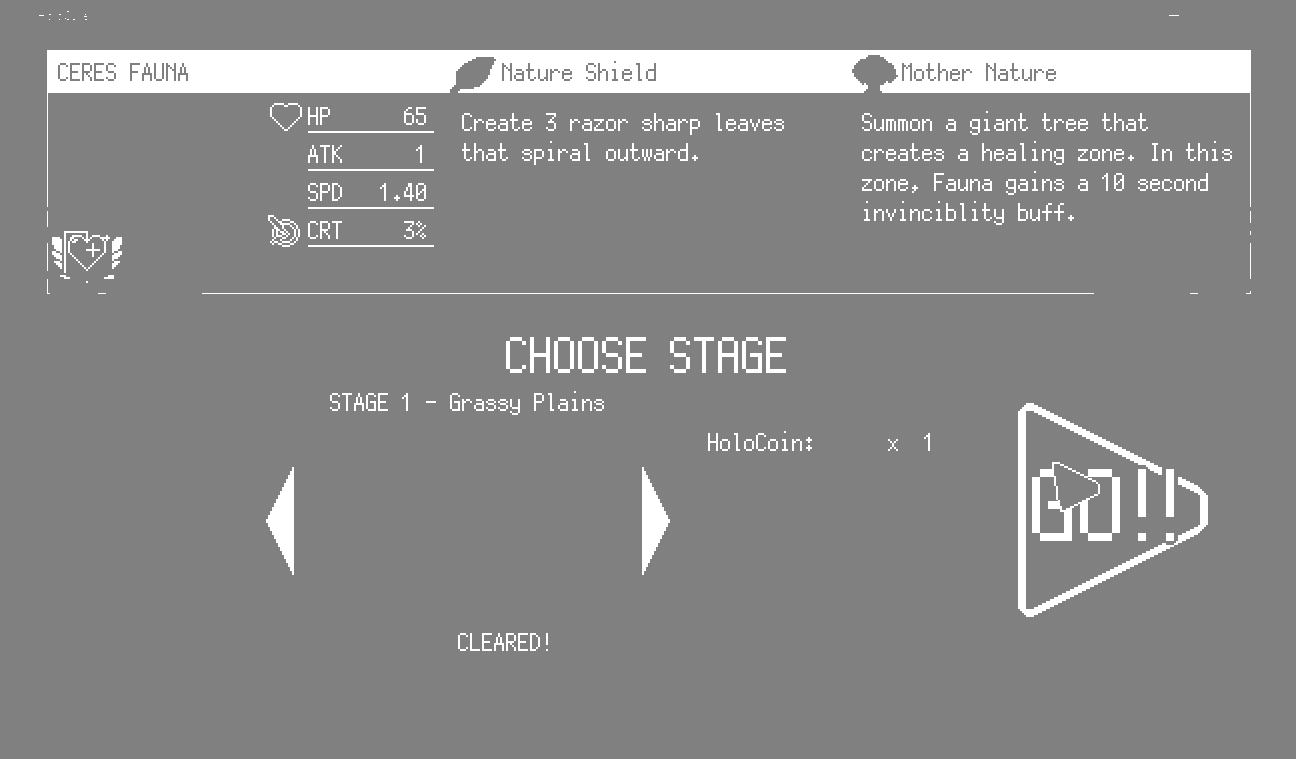 CERES FAUNA
Nature Shield
Mother Nature
HP 65
ATK 1
SPD 1.40
CRT 3%
Create 3 razor sharp leaves
that spiral outward.
Summon a giant tree that
creates a healing zone. In this
zone, Fauna gains a 10 second
invinciblity buff.
CHOOSE STAGE
STAGE 1 - Grassy Plains
HoloCoin: x 1
GO!!
CLEARED!